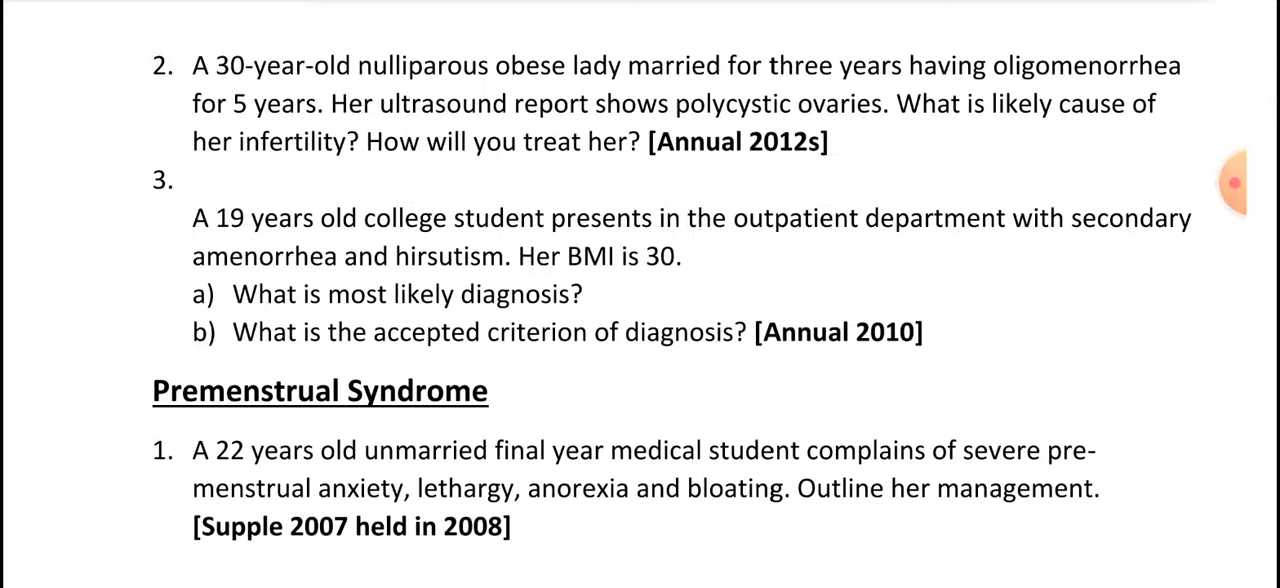 2. A 30-year-old nulliparous obese lady married for three years having oligomenorrhea
for 5 years. Her ultrasound report shows polycystic ovaries. What is likely cause of
her infertility? How will you treat her? [Annual 2012s]
3.
A 19 years old college student presents in the outpatient department with secondary
amenorrhea and hirsutism. Her BMI is 30.
a) What is most likely diagnosis?
b) What is the accepted criterion of diagnosis? [Annual 2010]
Premenstrual Syndrome
1. A 22 years old unmarried final year medical student complains of severe pre-
menstrual anxiety, lethargy, anorexia and bloating. Outline her management.
[Supple 2007 held in 2008]